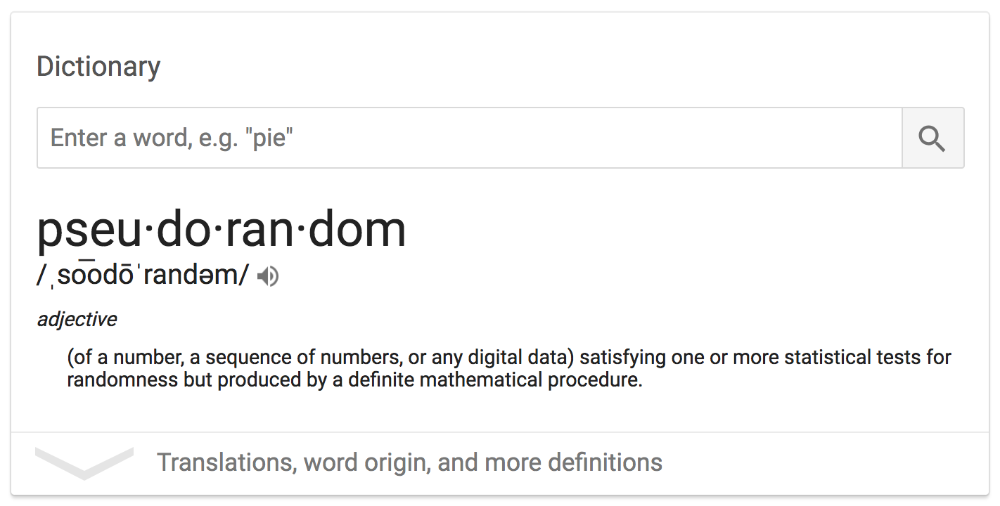 Dictionary
Enter a word, e.g. "pie"
pseu·do·ran·dom
/ˌso͞odōˈrandəm/
adjective
(of a number, a sequence of numbers, or any digital data) satisfying one or more statistical tests for
randomness but produced by a definite mathematical procedure.
Translations, word origin, and more definitions